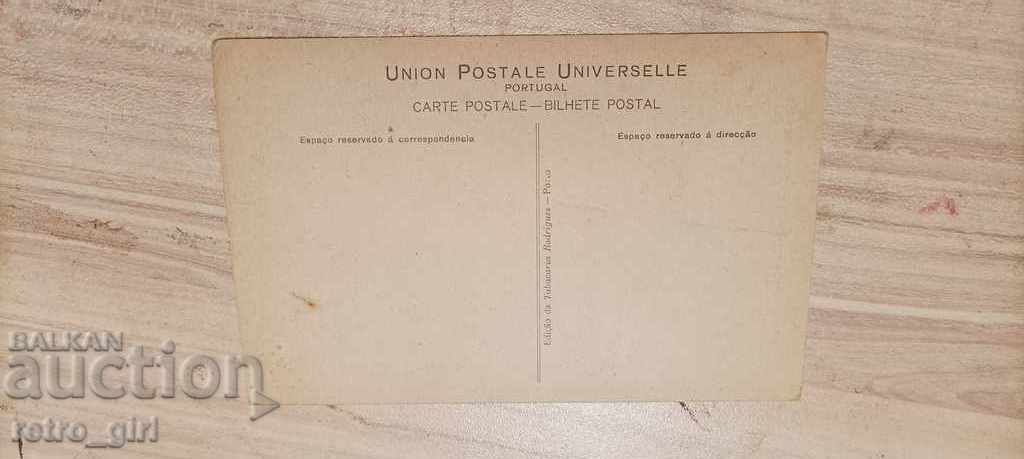 UNION POSTALE UNIVERSELLE
PORTUGAL
CARTE POSTALE—BILHETE POSTAL
Espaço reservado á correspondencia
Espaço reservado á direcção
Edição da Tabacaria Rodrigues — Porto
BALKAN
auction
retro_girl